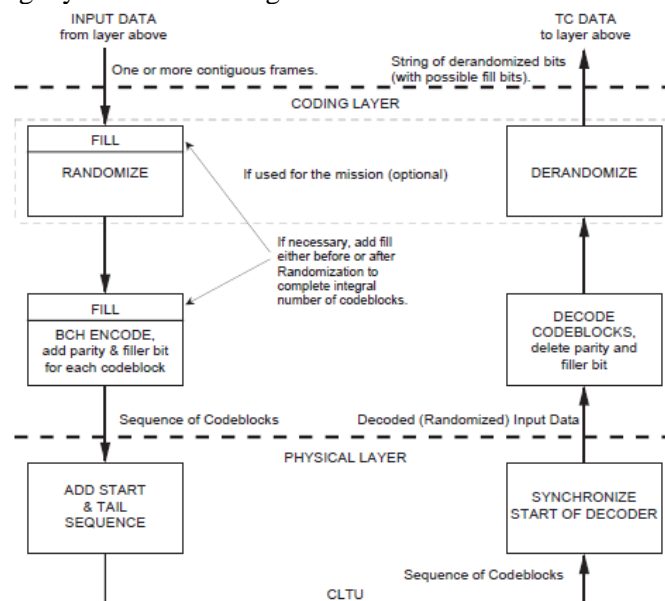 INPUT DATA
from layer above
TC DATA
to layer above
One or more contiguous frames.
String of derandomized bits
(with possible fill bits).
CODING LAYER
FILL
RANDOMIZE
If used for the mission (optional)
DERANDOMIZE
If necessary, add fill
either before or after
Randomization to
complete integral
number of codeblocks.
FILL
BCH ENCODE,
add parity & filler bit
for each codeblock
DECODE
CODEBLOCKS,
delete parity and
filler bit
Sequence of Codeblocks
Decoded (Randomized) Input Data
PHYSICAL LAYER
ADD START
& TAIL
SEQUENCE
SYNCHRONIZE
START OF DECODER
Sequence of Codeblocks
CLTU